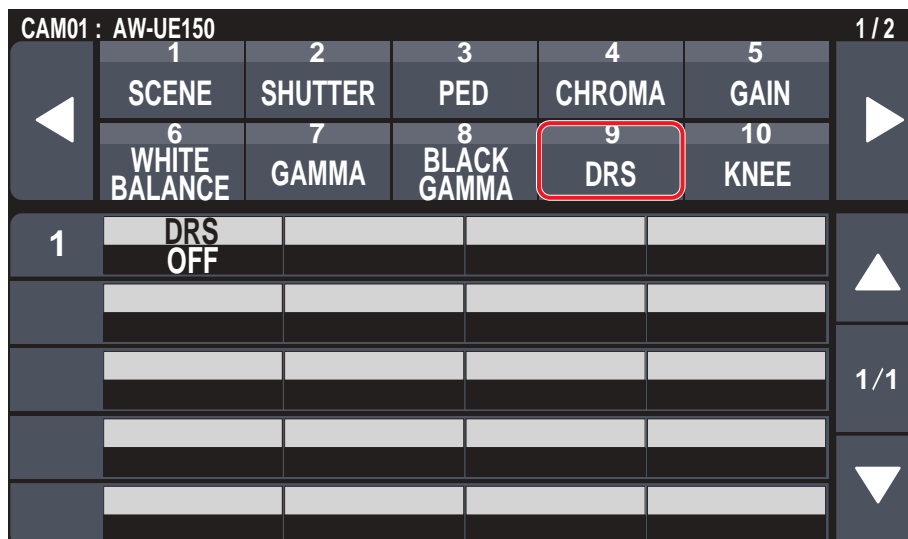 CAM01 : AW-UE150 1 / 2
1 2 3 4 5
SCENE SHUTTER PED CHROMA GAIN
6 7 8 9 10
WHITE BALANCE GAMMA BLACK GAMMA DRS KNEE
1 DRS
OFF
1/1